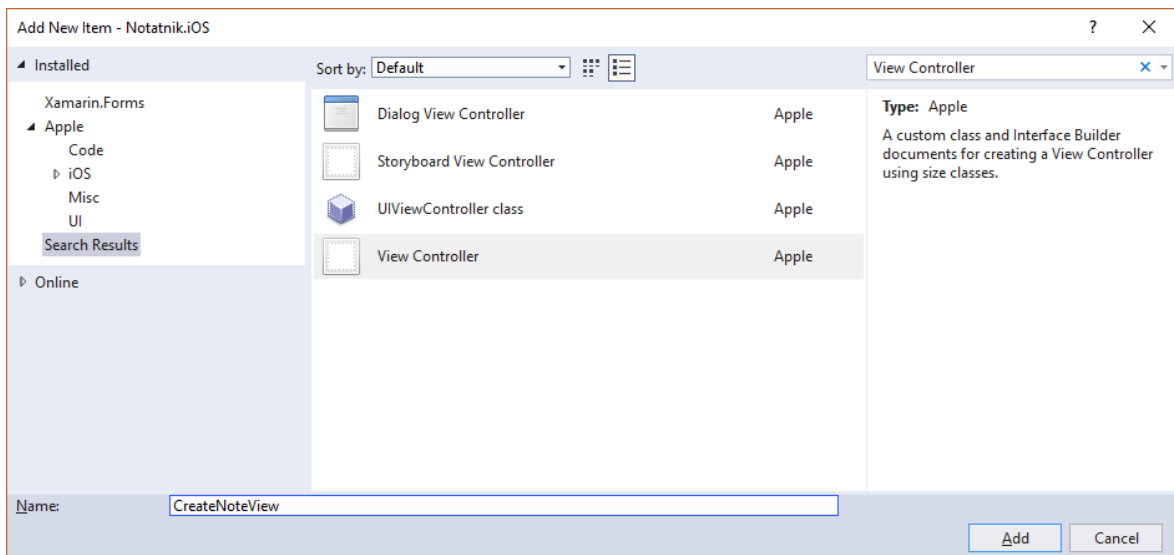 Add New Item - Notatnik.iOS
?
Installed
Sort by: Default
View Controller
Xamarin.Forms
Apple
Code
iOS
Misc
UI
Search Results
Online
Dialog View Controller Apple
Storyboard View Controller Apple
UIViewController class Apple
View Controller Apple
Type: Apple
A custom class and Interface Builder
documents for creating a View Controller
using size classes.
Name: CreateNoteView
Add Cancel